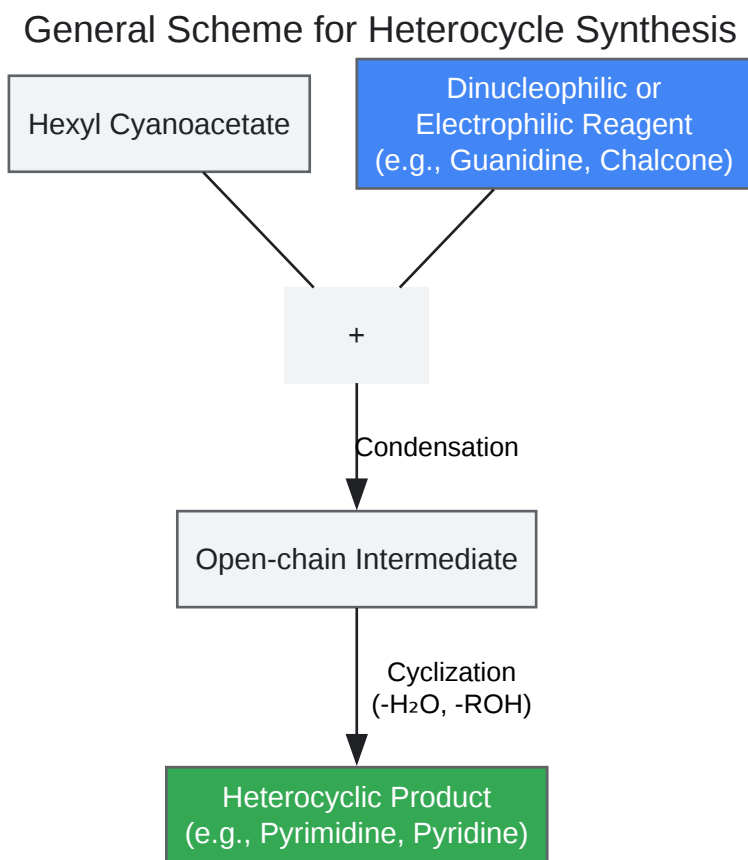 General Scheme for Heterocycle Synthesis
Hexyl Cyanoacetate
Dinucleophilic or
Electrophilic Reagent
(e.g., Guanidine, Chalcone)
+
Condensation
Open-chain Intermediate
Cyclization
(-H₂O, -ROH)
Heterocyclic Product
(e.g., Pyrimidine, Pyridine)